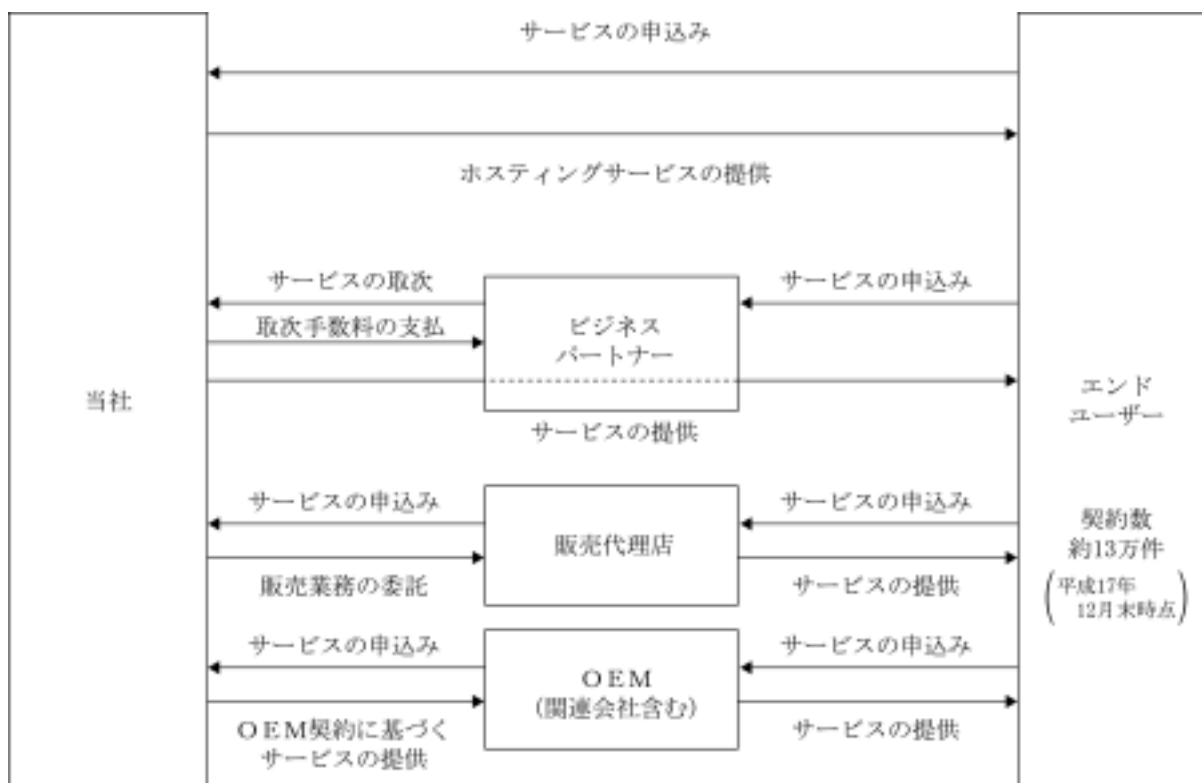 サービスの申込み
ホスティングサービスの提供
サービスの取次
サービスの申込み
取次手数料の支払
ビジネス
パートナー
当社
エンド
ユーザー
サービスの提供
サービスの申込み
サービスの申込み
販売代理店
契約数
約13万件
販売業務の委託
サービスの提供
(平成17年
12月末時点)
サービスの申込み
サービスの申込み
OEM
(関連会社含む)
OEM契約に基づく
サービスの提供
サービスの提供